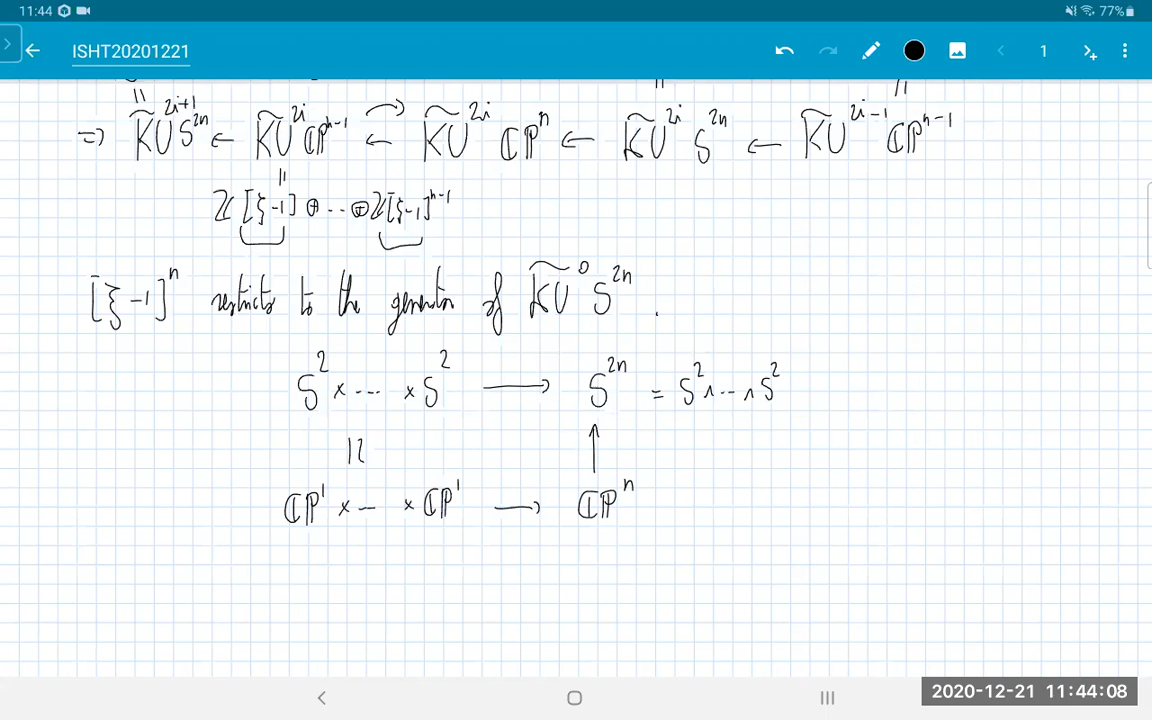 11:44 77%
ISHT20201221 1
⇒ K̃U^{2i+1} S^{2n} ← K̃U^{2i} ℂP^{n-1} ← K̃U^{2i} ℂP^n ← K̃U^{2i} S^{2n} ← K̃U^{2i-1} ℂP^{n-1}
ℤ[ξ-1] ⊕ ... ⊕ ℤ[ξ-1]^{n-1}
[ξ-1]^n restricts to the generator of K̃U^0 S^{2n}.
S^2 × ... × S^2 → S^{2n} = S^2 ∧ ... ∧ S^2
ℂP^1 × — × ℂP^1 → ℂP^n
2020-12-21 11:44:08